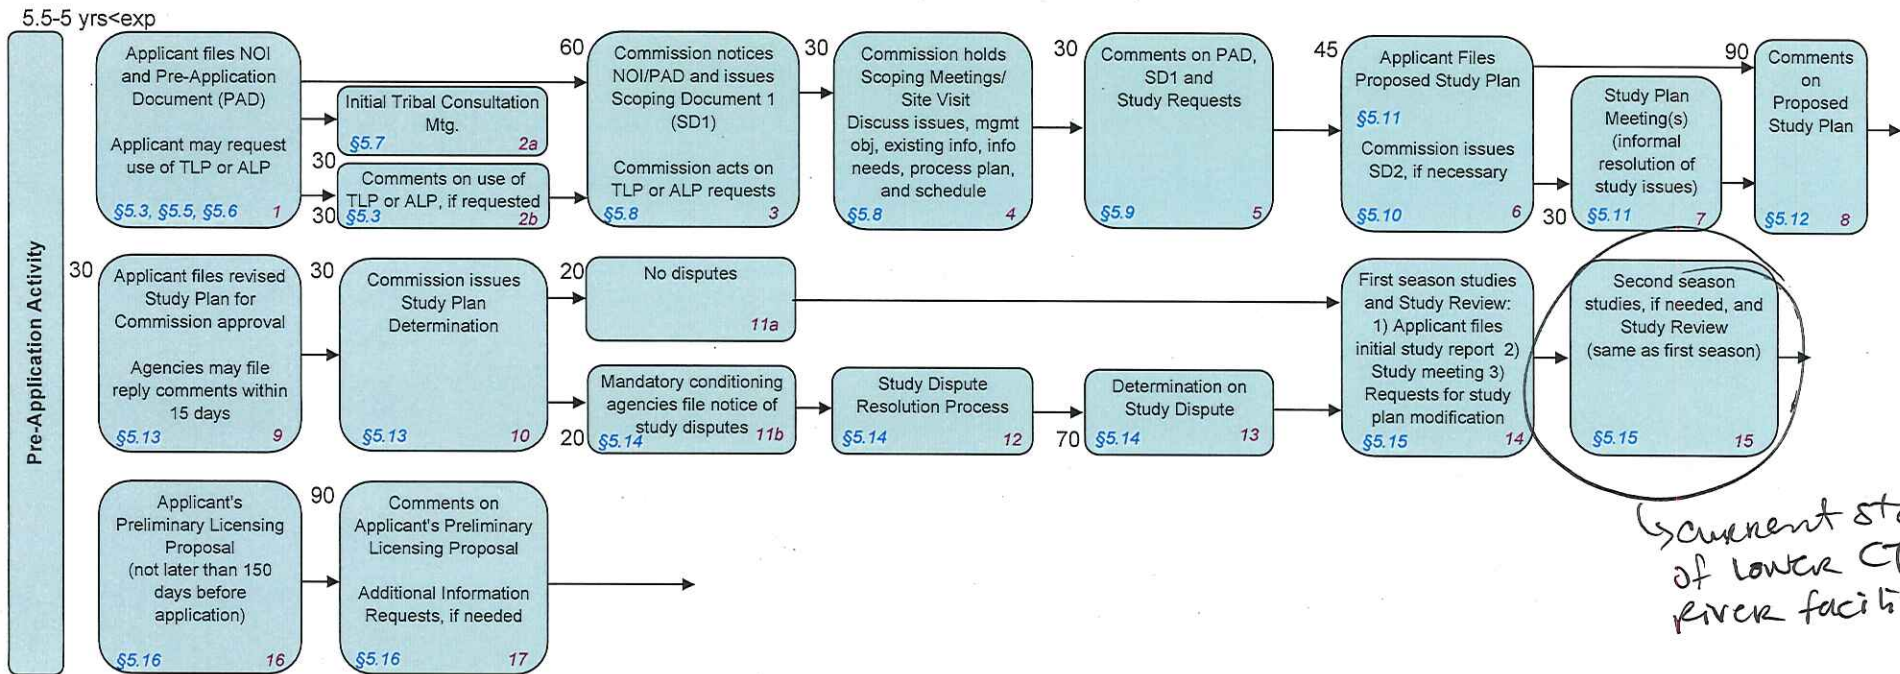 5.5-5 yrs<exp
Pre-Application Activity
Applicant files NOI
and Pre-Application
Document (PAD)
Applicant may request
use of TLP or ALP
§5.3, §5.5, §5.6 1
Initial Tribal Consultation
Mtg.
§5.7 2a
30
30
Comments on use of
TLP or ALP, if requested
§5.3 2b
60
Commission notices
NOI/PAD and issues
Scoping Document 1
(SD1)
Commission acts on
TLP or ALP requests
§5.8 3
30
Commission holds
Scoping Meetings/
Site Visit
Discuss issues, mgmt
obj, existing info, info
needs, process plan,
and schedule
§5.8 4
30
Comments on PAD,
SD1 and
Study Requests
§5.9 5
45
Applicant Files
Proposed Study Plan
§5.11
Commission issues
SD2, if necessary
§5.10 6
30
Study Plan
Meeting(s)
(informal
resolution of
study issues)
§5.11 7
90
Comments
on
Proposed
Study Plan
§5.12 8
30
Applicant files revised
Study Plan for
Commission approval
Agencies may file
reply comments within
15 days
§5.13 9
30
Commission issues
Study Plan
Determination
§5.13 10
20
No disputes
11a
20
Mandatory conditioning
agencies file notice of
study disputes
§5.14 11b
Study Dispute
Resolution Process
§5.14 12
70
Determination on
Study Dispute
§5.14 13
First season studies
and Study Review:
1) Applicant files
initial study report 2)
Study meeting 3)
Requests for study
plan modification
§5.15 14
Second season
studies, if needed, and
Study Review
(same as first season)
§5.15 15
current
of lower
river
Applicant's
Preliminary Licensing
Proposal
(not later than 150
days before
application)
§5.16 16
90
Comments on
Applicant's Preliminary
Licensing Proposal
Additional Information
Requests, if needed
§5.16 17